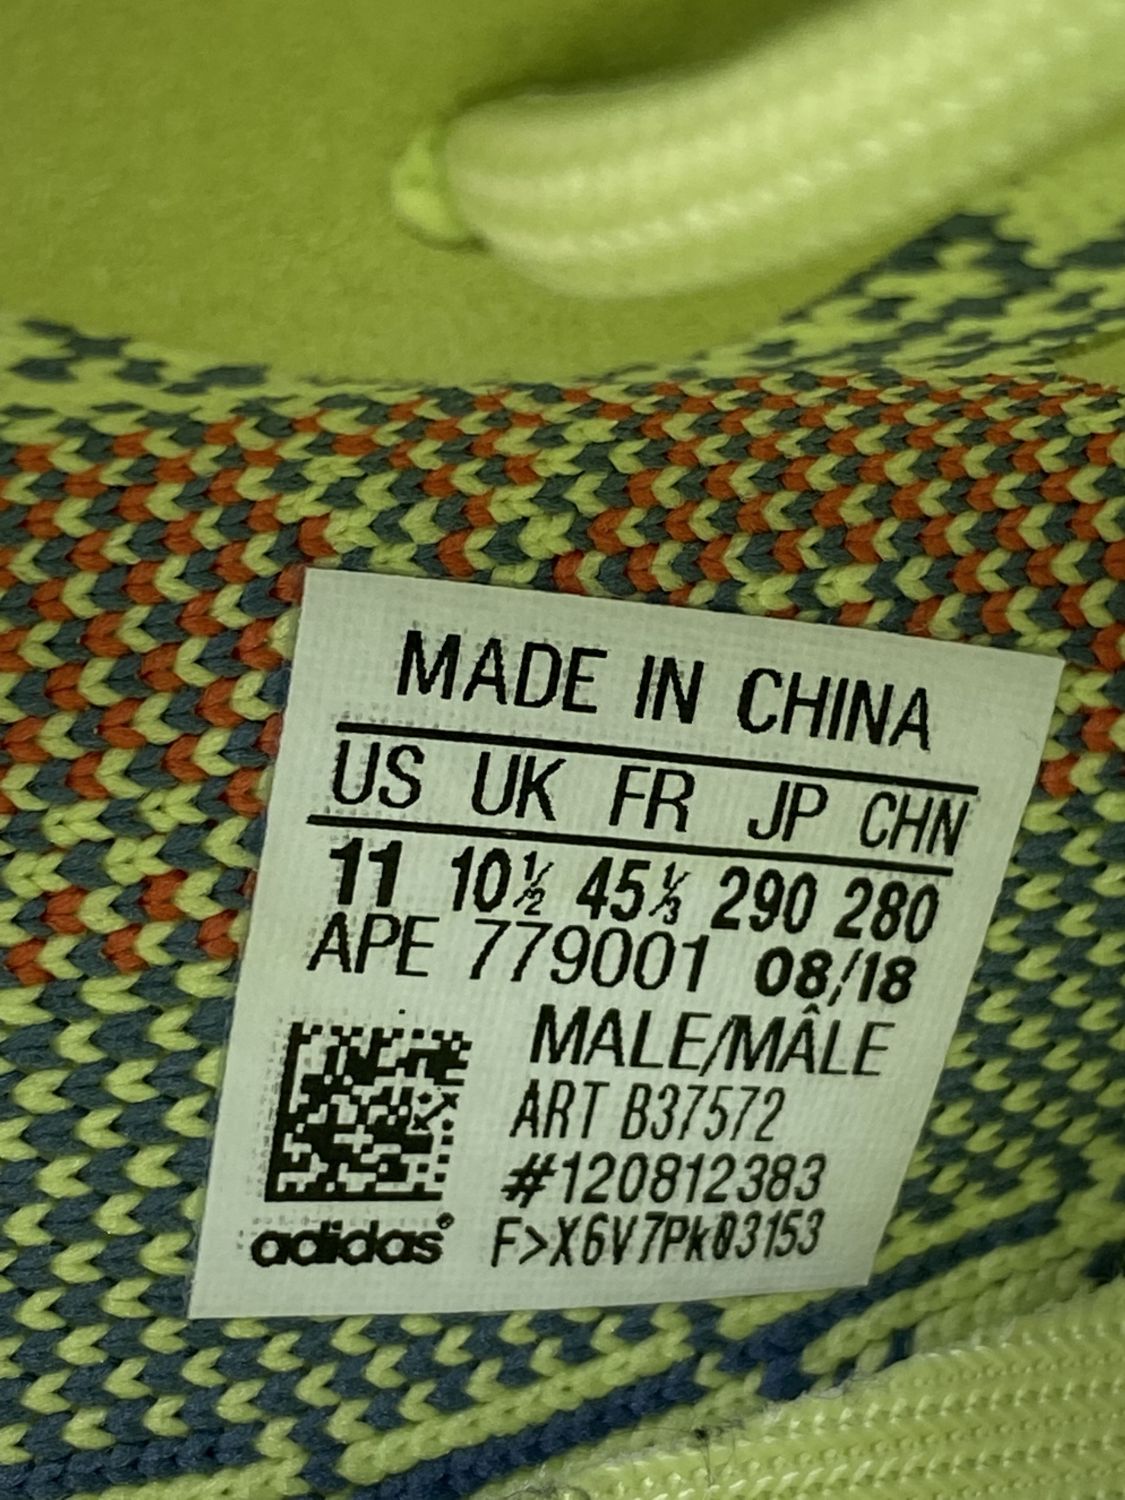 MADE IN CHINA
US UK FR JP CHN
11 10½ 45⅓ 290 280
APE 779001 08/18
MALE/MÂLE
ART B37572
#120812383
F>X6V7Pk03153
adidas®